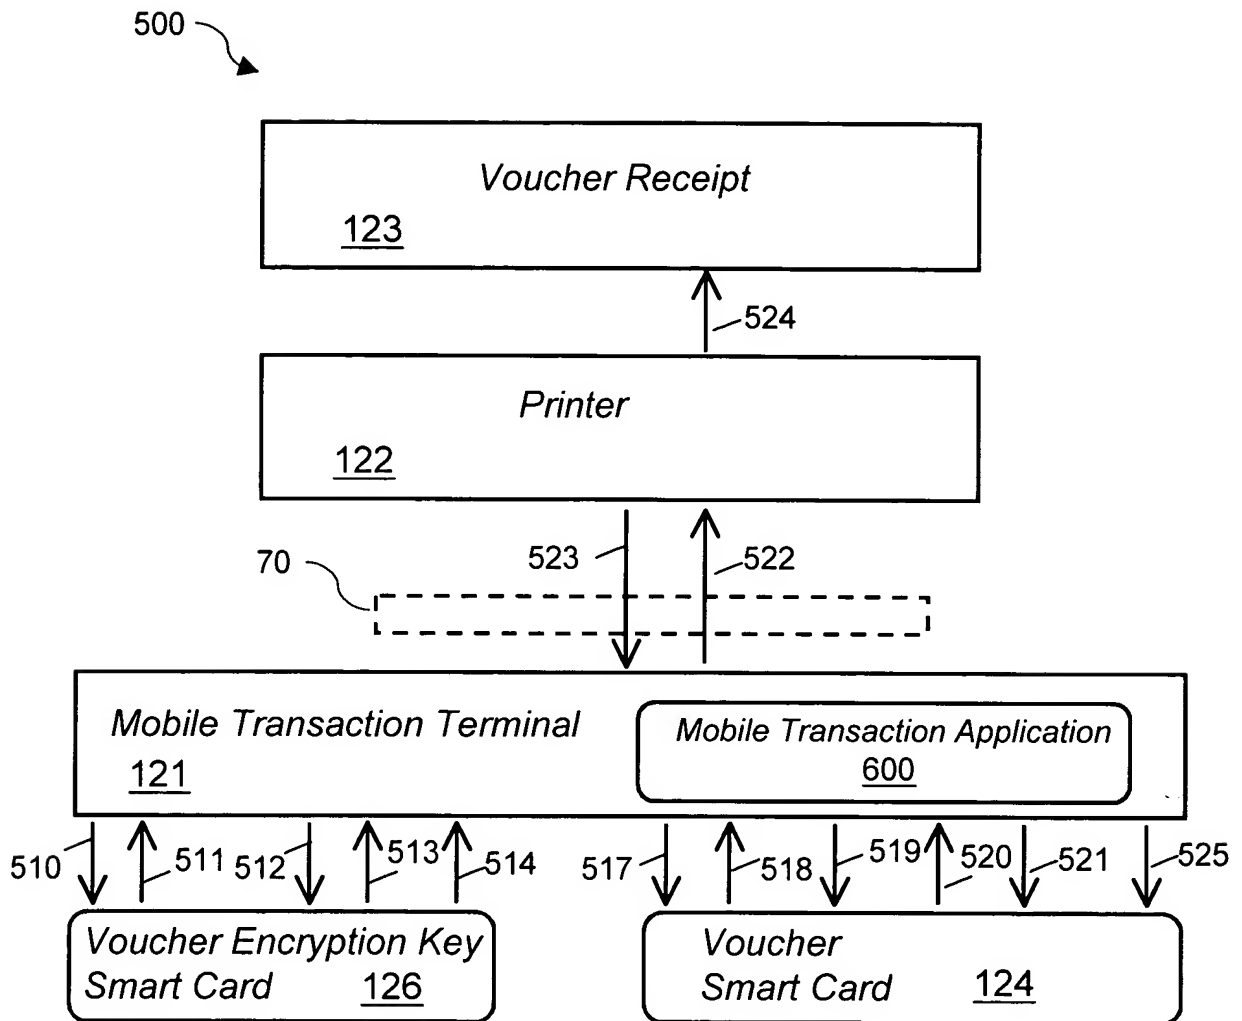 500
Voucher Receipt
123
524
Printer
122
523
522
70
Mobile Transaction Terminal
121
Mobile Transaction Application
600
510
511
512
513
514
517
518
519
520
521
525
Voucher Encryption Key
Smart Card 126
Voucher
Smart Card 124